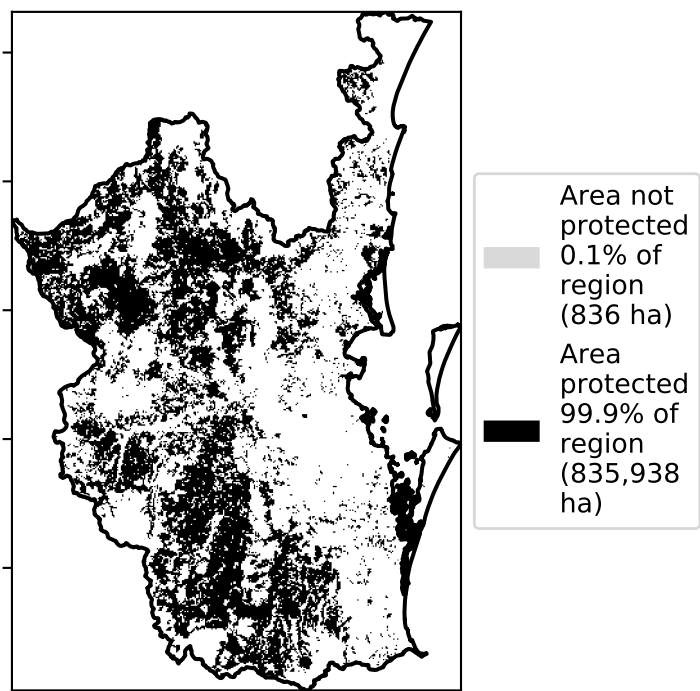 Area not
protected
0.1% of
region
(836 ha)
Area
protected
99.9% of
region
(835,938
ha)